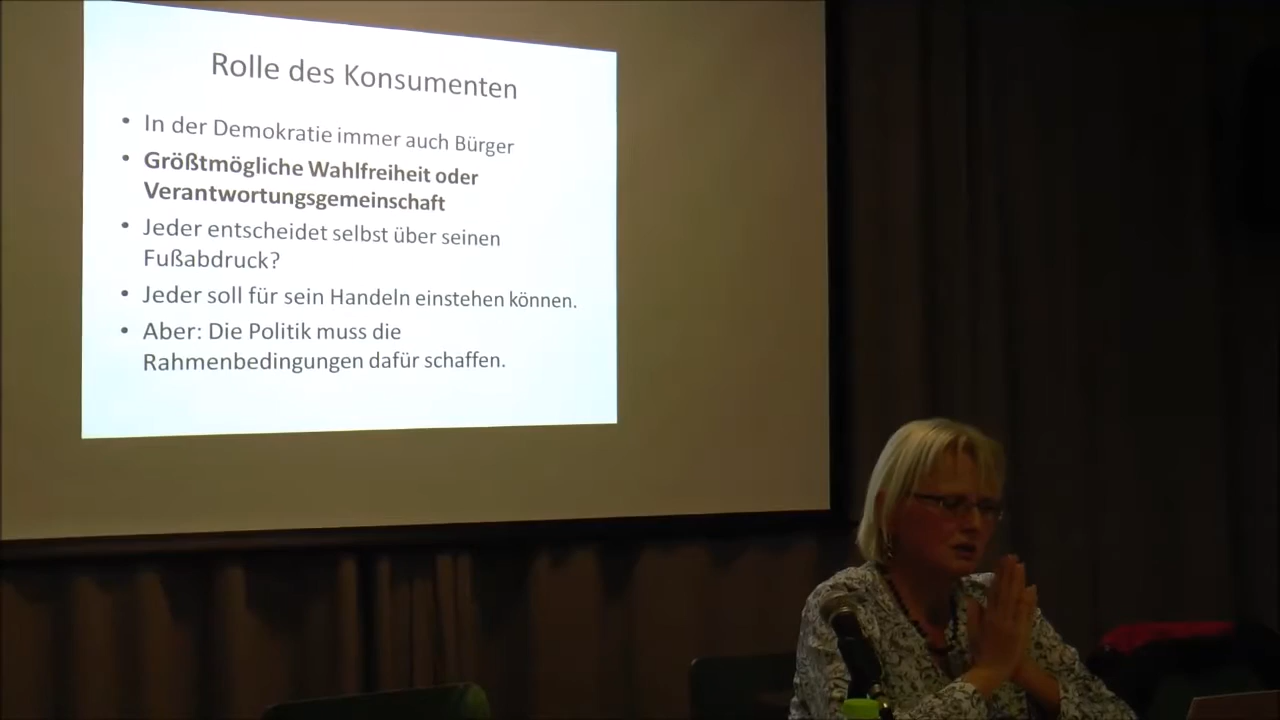 Rolle des Konsumenten
• In der Demokratie immer auch Bürger
• Größtmögliche Wahlfreiheit oder
Verantwortungsgemeinschaft
• Jeder entscheidet selbst über seinen
Fußabdruck?
• Jeder soll für sein Handeln einstehen können.
• Aber: Die Politik muss die
Rahmenbedingungen dafür schaffen.